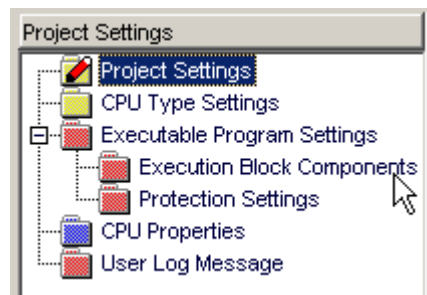 Project Settings
Project Settings
CPU Type Settings
Executable Program Settings
Execution Block Components
Protection Settings
CPU Properties
User Log Message